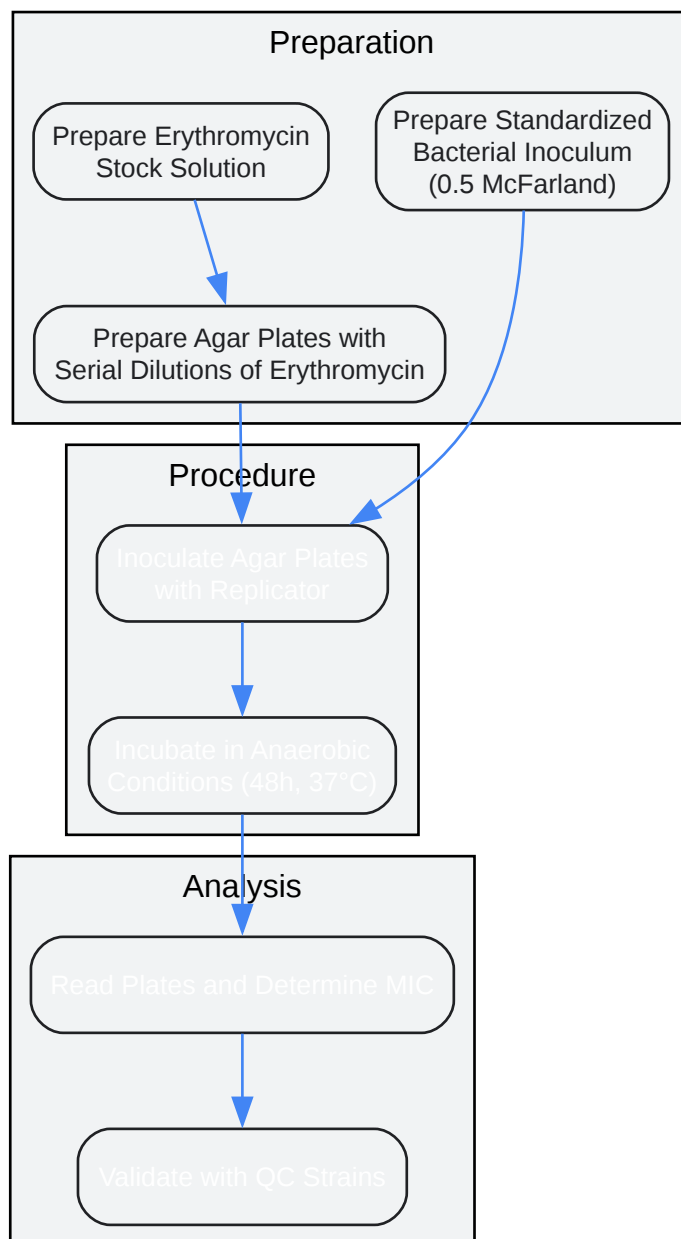 Preparation
Prepare Erythromycin
Stock Solution
Prepare Standardized
Bacterial Inoculum
(0.5 McFarland)
Prepare Agar Plates with
Serial Dilutions of Erythromycin
Procedure
Inoculate Agar Plates
with Replicator
Incubate in Anaerobic
Conditions (48h, 37°C)
Analysis
Read Plates and Determine MIC
Validate with QC Strains